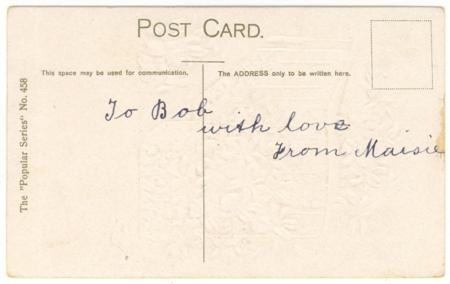 POST CARD.
This space may be used for communication.
The ADDRESS only to be written here.
The "Popular Series" No. 458
To Bob
with love
From Maisie